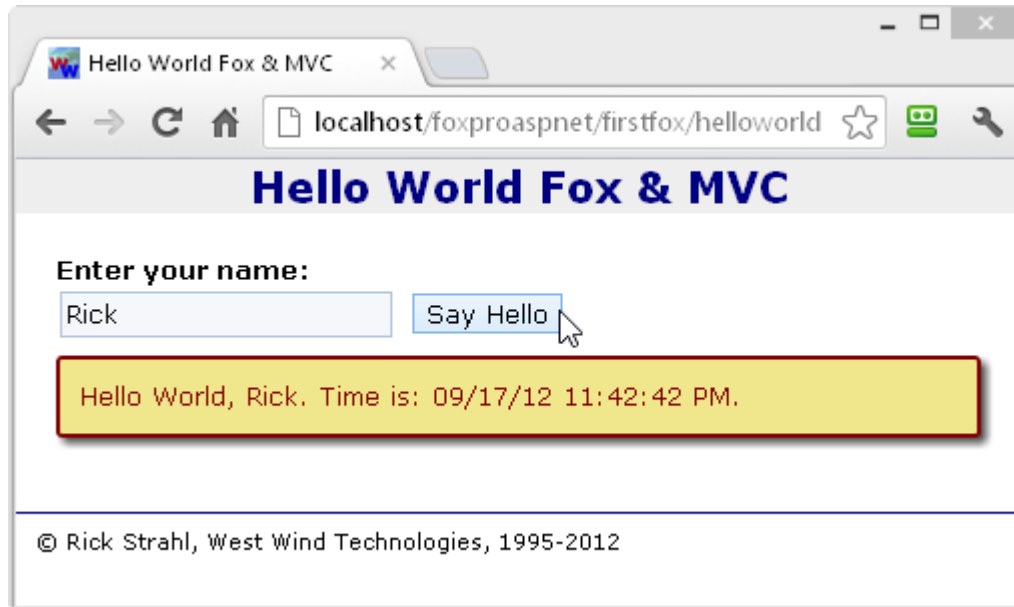 Hello World Fox & MVC
localhost/foxproaspnet/firstfox/helloworld
Hello World Fox & MVC
Enter your name:
Rick Say Hello
Hello World, Rick. Time is: 09/17/12 11:42:42 PM.
© Rick Strahl, West Wind Technologies, 1995-2012